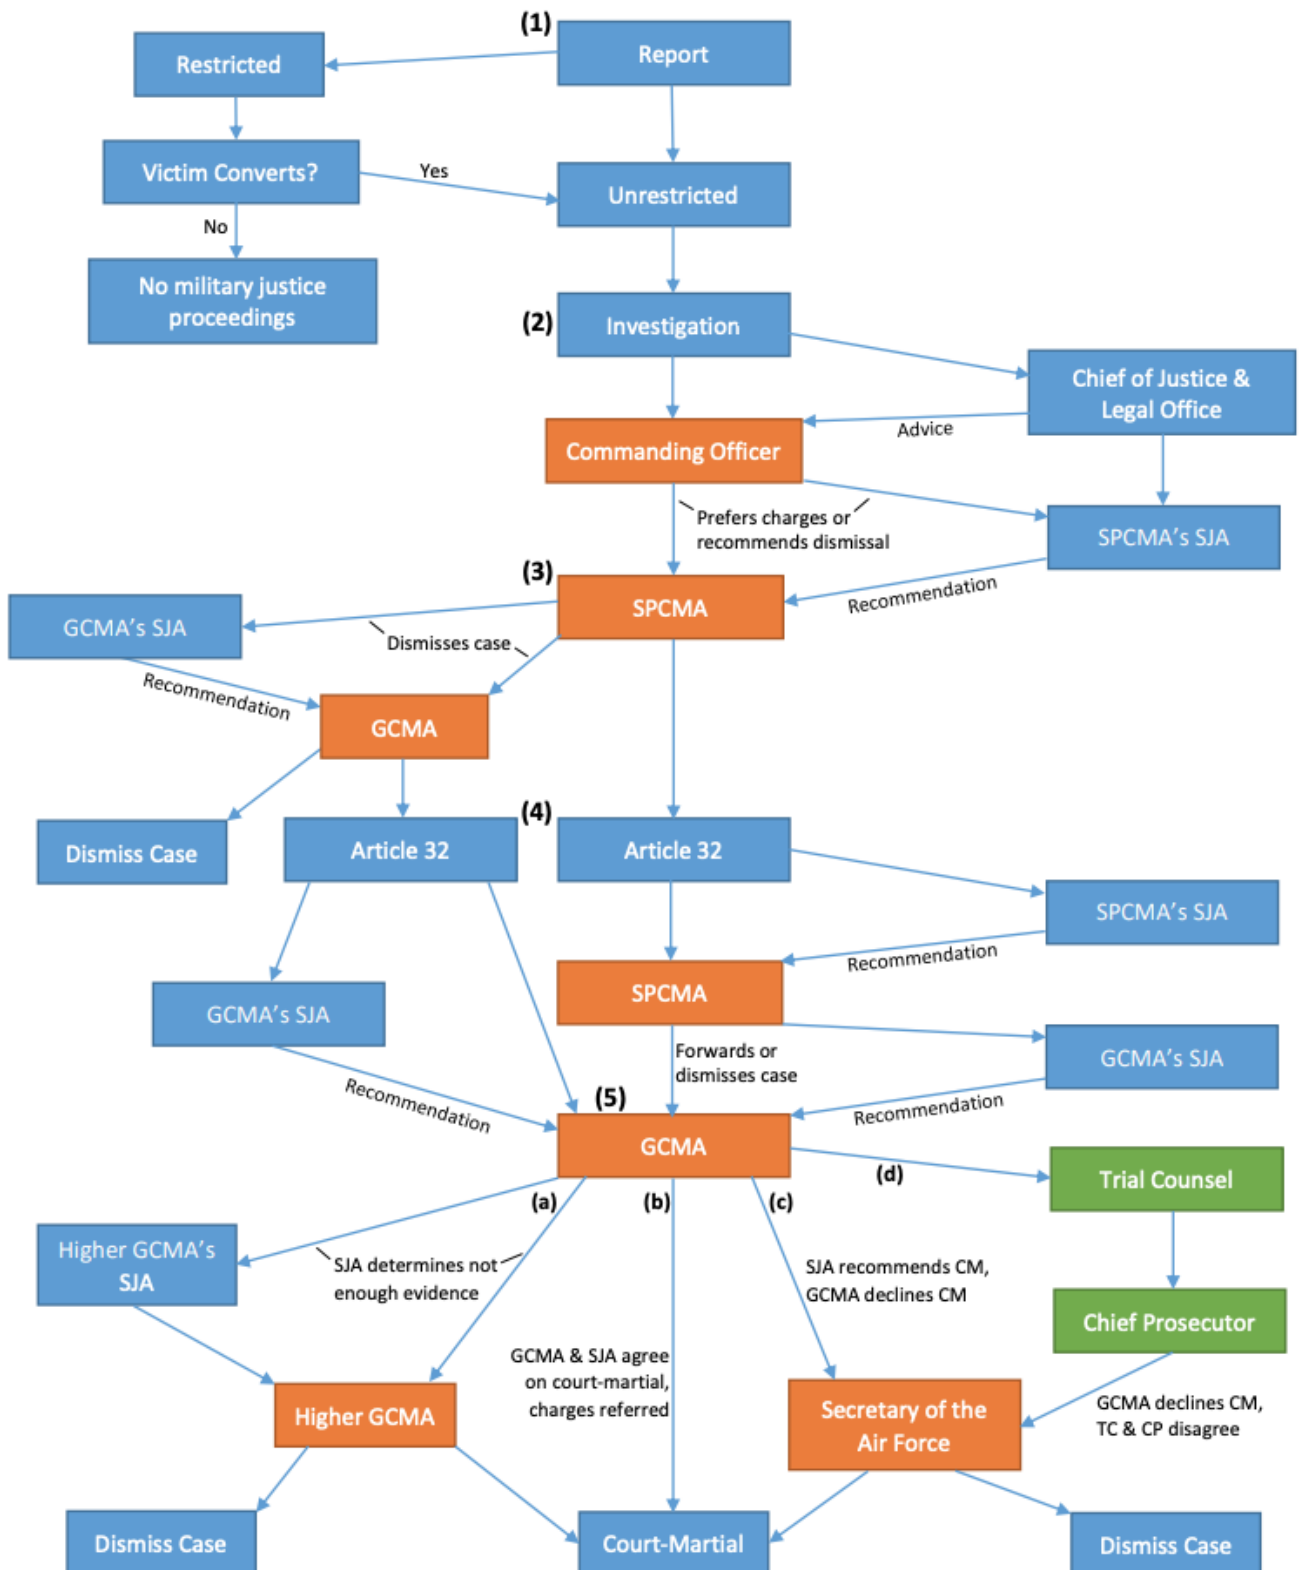 (1)
Report
Restricted
Victim Converts?
Yes
Unrestricted
No
No military justice
proceedings
(2)
Investigation
Chief of Justice &
Legal Office
Advice
Commanding Officer
Prefers charges or
recommends dismissal
SPCMA's SJA
Recommendation
(3)
SPCMA
GCMA's SJA
Dismisses case
Recommendation
GCMA
(4)
Dismiss Case
Article 32
Article 32
SPCMA's SJA
Recommendation
SPCMA
GCMA's SJA
Forwards or
dismisses case
GCMA's SJA
Recommendation
Recommendation
(5)
GCMA
(a)
(b)
(c)
(d)
Trial Counsel
Higher GCMA's
SJA
SJA determines not
enough evidence
SJA recommends CM,
GCMA declines CM
Chief Prosecutor
GCMA & SJA agree
on court-martial,
charges referred
GCMA declines CM,
TC & CP disagree
Higher GCMA
Secretary of the
Air Force
Dismiss Case
Court-Martial
Dismiss Case